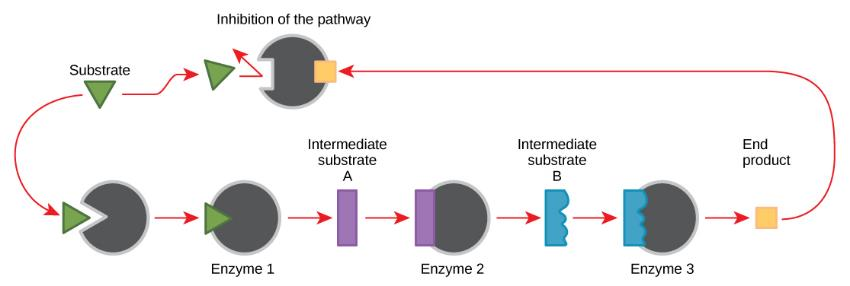 Inhibition of the pathway
Substrate
Intermediate
substrate
A
Intermediate
substrate
B
End
product
Enzyme 1
Enzyme 2
Enzyme 3